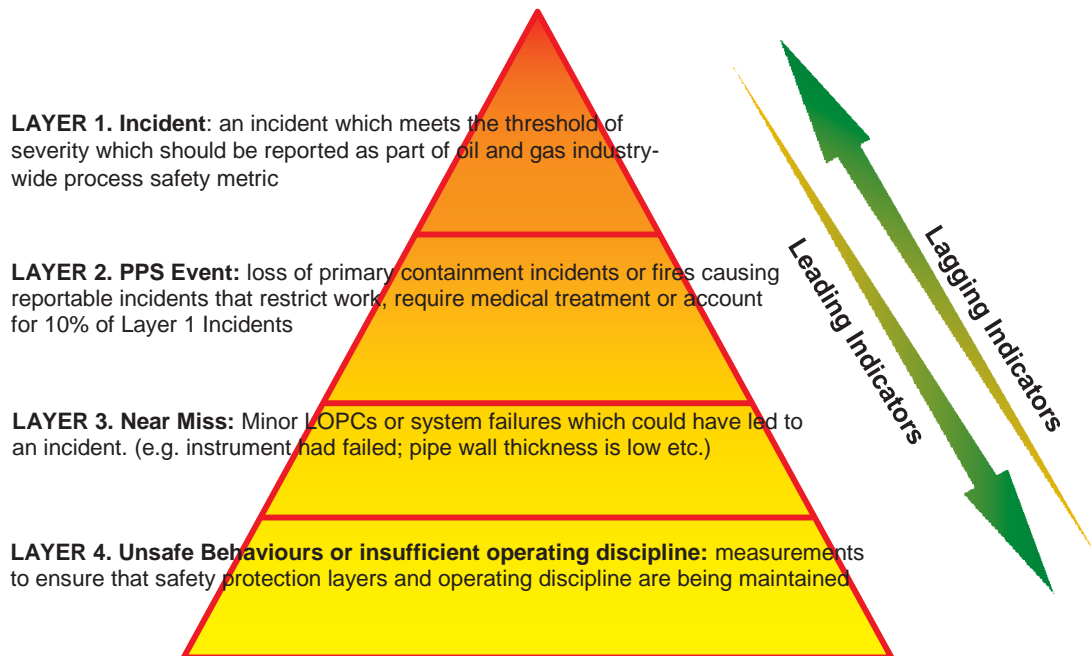 LAYER 1. Incident: an incident which meets the threshold of
severity which should be reported as part of oil and gas industry-
wide process safety metric
LAYER 2. PPS Event: loss of primary containment incidents or fires causing
reportable incidents that restrict work, require medical treatment or account
for 10% of Layer 1 Incidents
LAYER 3. Near Miss: Minor LOPCs or system failures which could have led to
an incident. (e.g. instrument had failed; pipe wall thickness is low etc.)
LAYER 4. Unsafe Behaviours or insufficient operating discipline: measurements
to ensure that safety protection layers and operating discipline are being maintained
Leading Indicators
Lagging Indicators